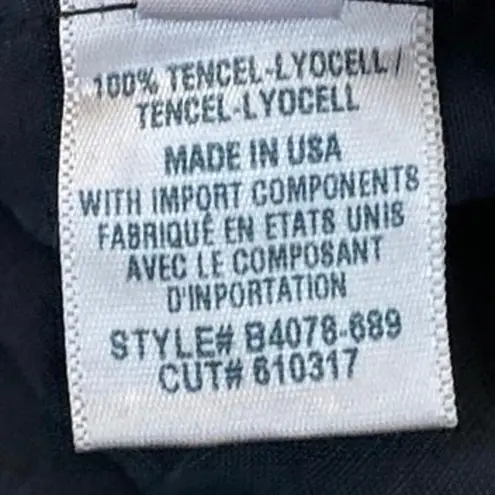 100% TENCEL-LYOCELL /
TENCEL-LYOCELL
MADE IN USA
WITH IMPORT COMPONENTS
FABRIQUÉ EN ETATS UNIS
AVEC LE COMPOSANT
D'INPORTATION
STYLE# B4078-689
CUT# 610317